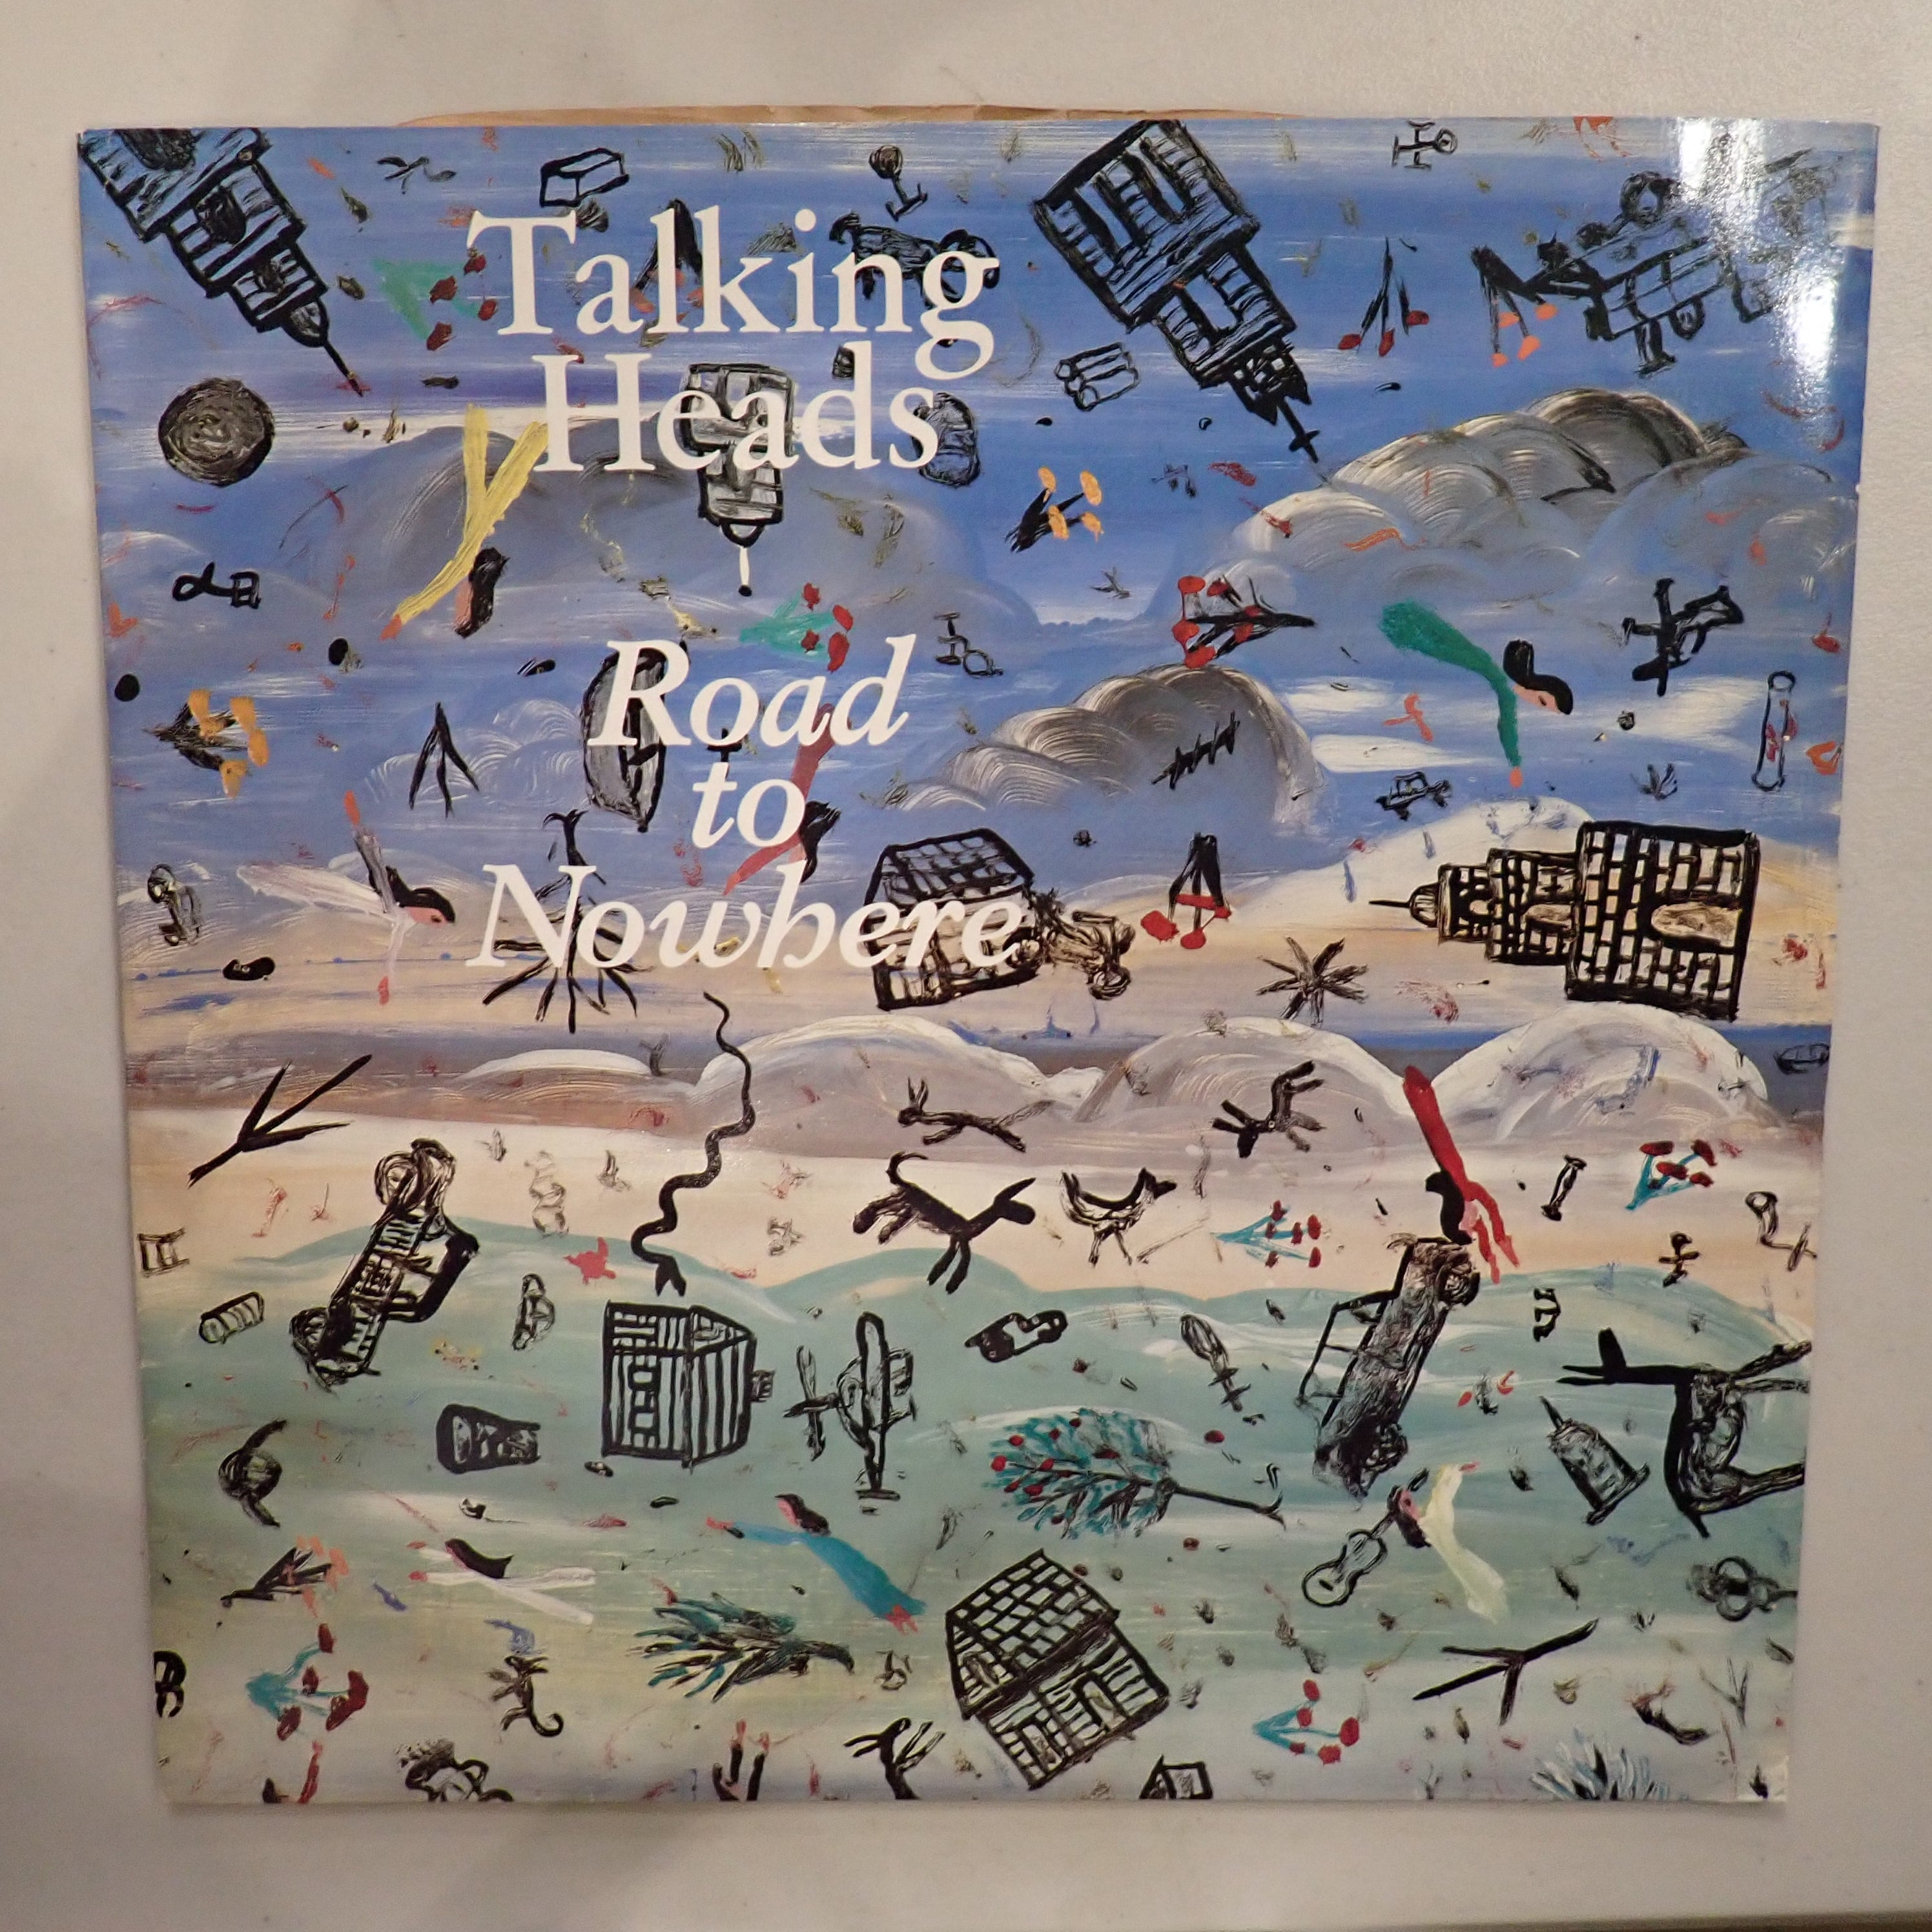 Talking
Heads
Road
to
Nowhere